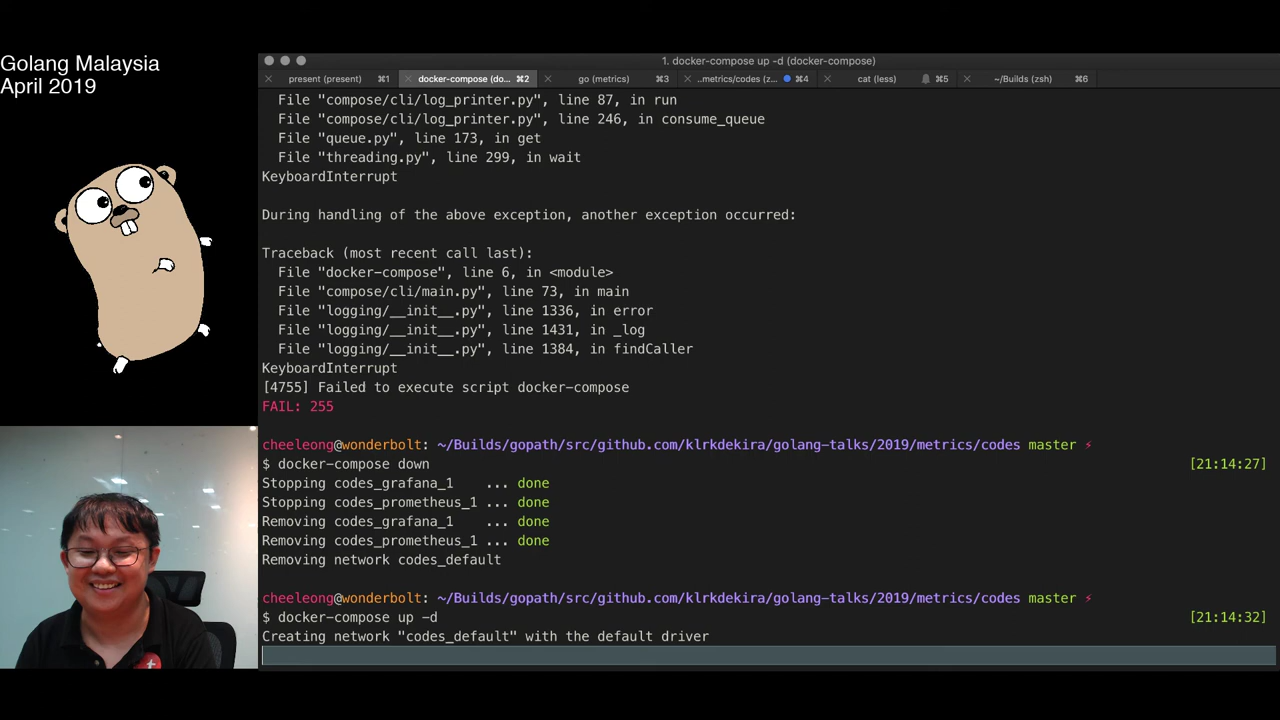 Golang Malaysia
April 2019
1. docker-compose up -d (docker-compose)
present (present) ⌘1
docker-compose (do... ⌘2
go (metrics) ⌘3
..metrics/codes (z... ⌘4
cat (less) ⌘5
~/Builds (zsh) ⌘6
File "compose/cli/log_printer.py", line 87, in run
File "compose/cli/log_printer.py", line 246, in consume_queue
File "queue.py", line 173, in get
File "threading.py", line 299, in wait
KeyboardInterrupt
During handling of the above exception, another exception occurred:
Traceback (most recent call last):
File "docker-compose", line 6, in <module>
File "compose/cli/main.py", line 73, in main
File "logging/__init__.py", line 1336, in error
File "logging/__init__.py", line 1431, in _log
File "logging/__init__.py", line 1384, in findCaller
KeyboardInterrupt
[4755] Failed to execute script docker-compose
FAIL: 255
cheeleong@wonderbolt: ~/Builds/gopath/src/github.com/klrkdekira/golang-talks/2019/metrics/codes master ⚡
$ docker-compose down [21:14:27]
Stopping codes_grafana_1 ... done
Stopping codes_prometheus_1 ... done
Removing codes_grafana_1 ... done
Removing codes_prometheus_1 ... done
Removing network codes_default
cheeleong@wonderbolt: ~/Builds/gopath/src/github.com/klrkdekira/golang-talks/2019/metrics/codes master ⚡
$ docker-compose up -d [21:14:32]
Creating network "codes_default" with the default driver